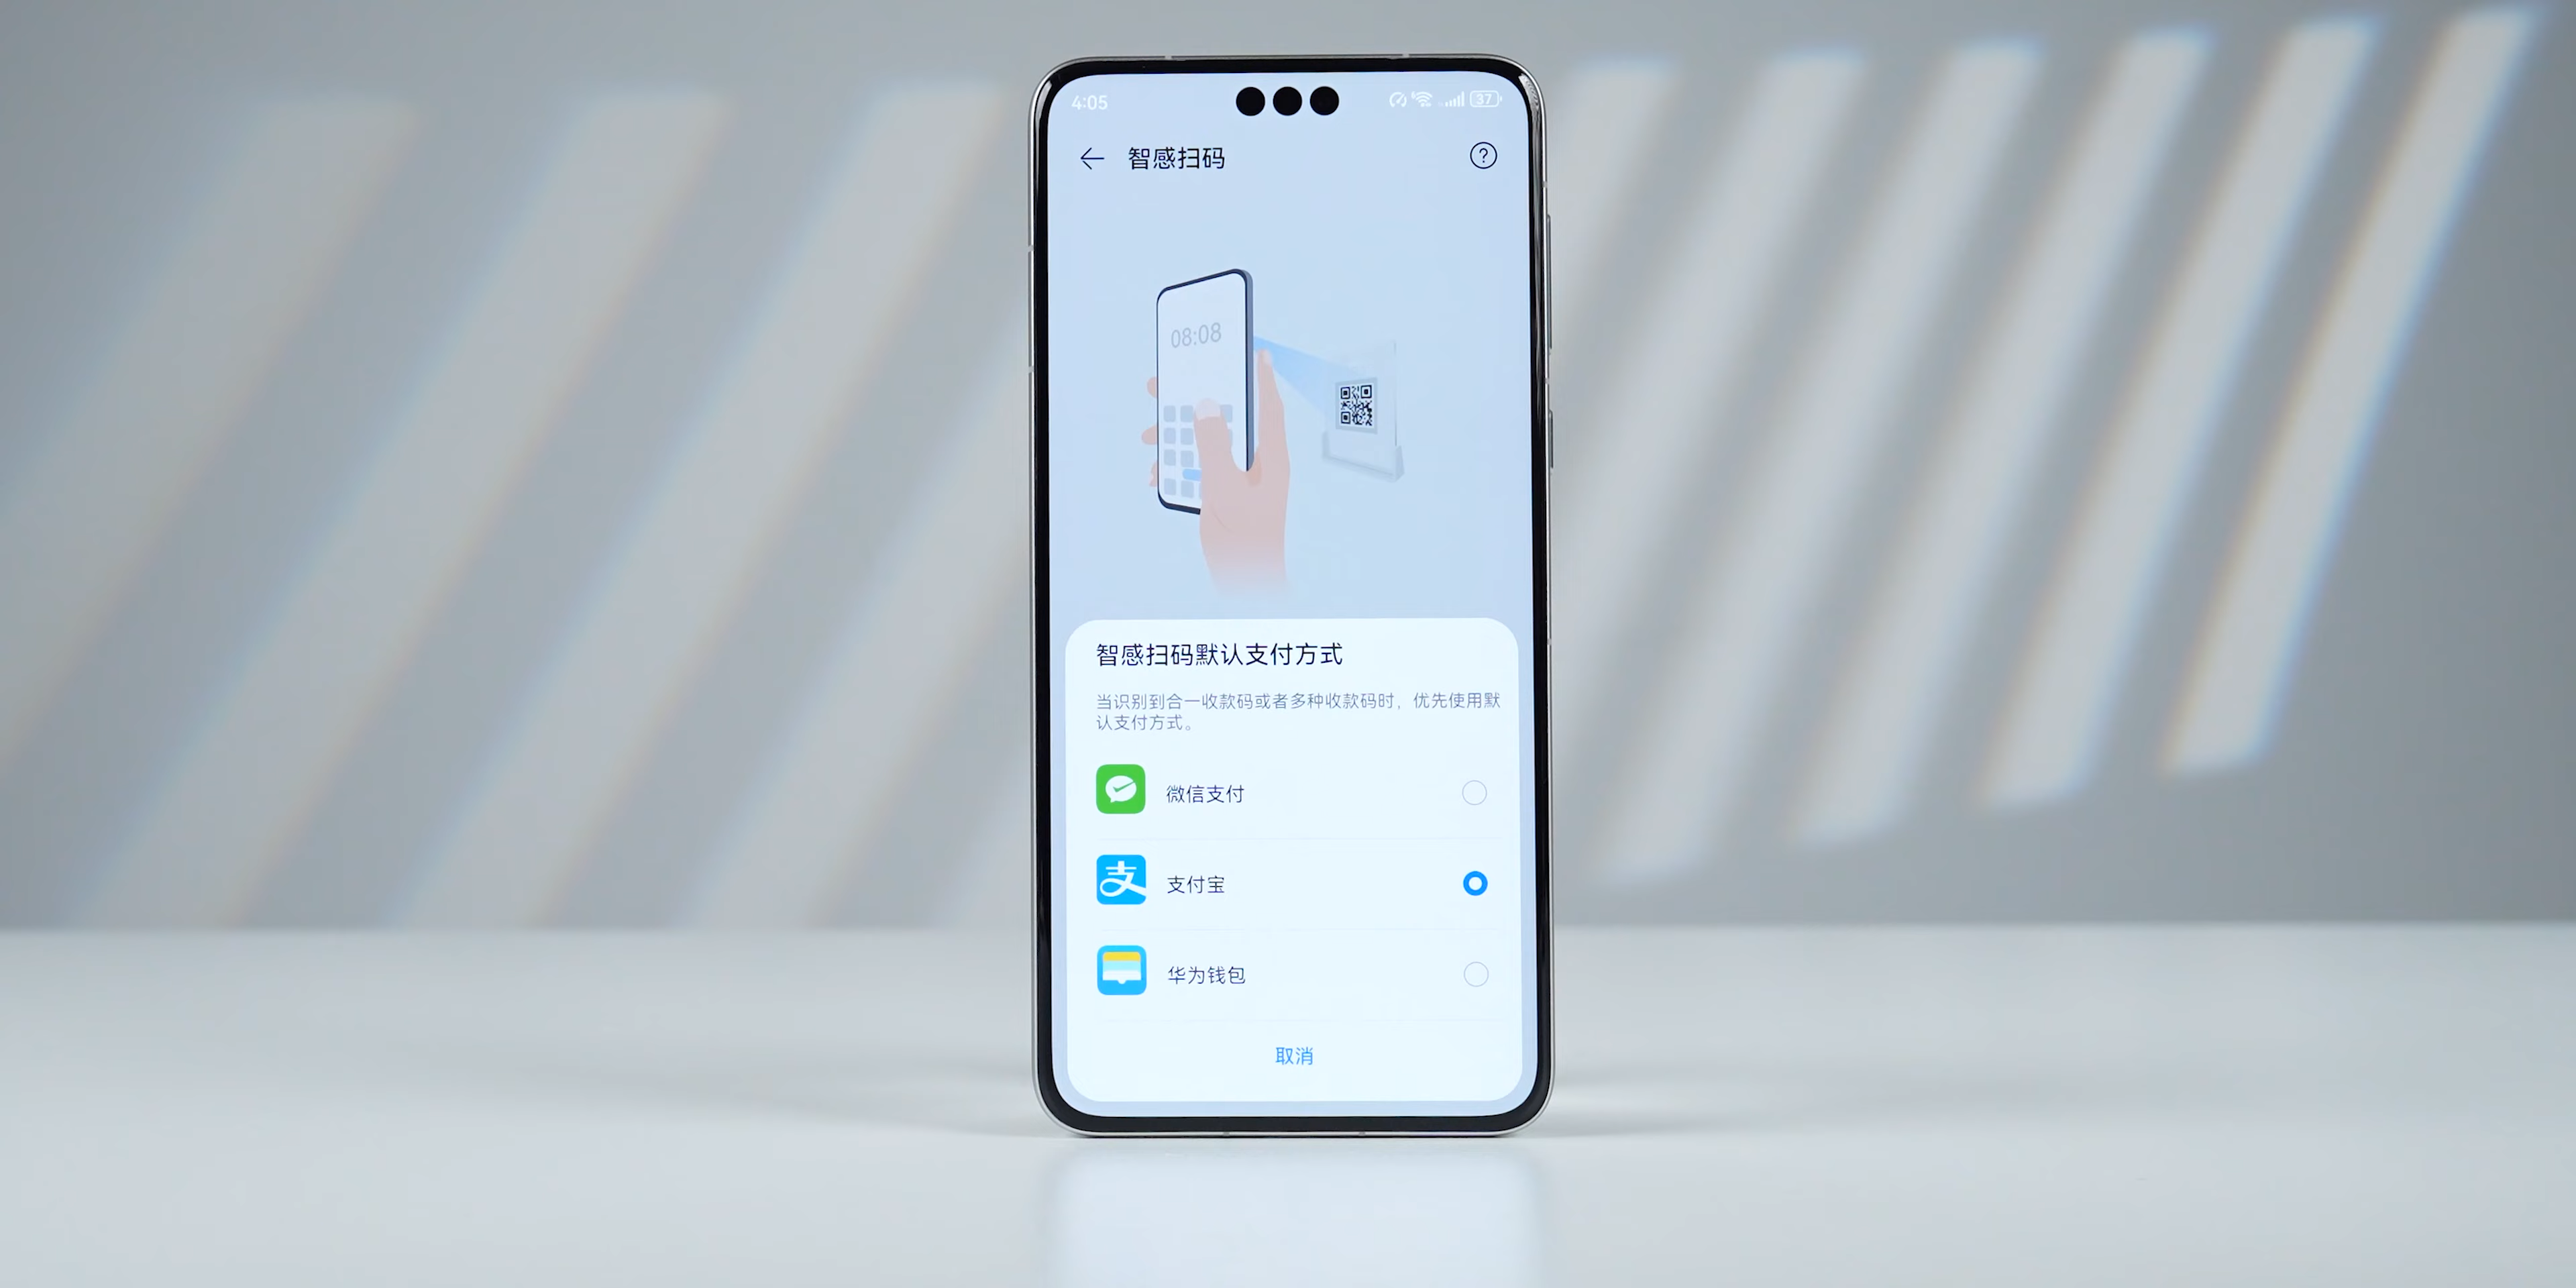 4:05
37
智感扫码
?
08:08
智感扫码默认支付方式
当识别到合一收款码或者多种收款码时，优先使用默
认支付方式。
微信支付
支
支付宝
华为钱包
取消